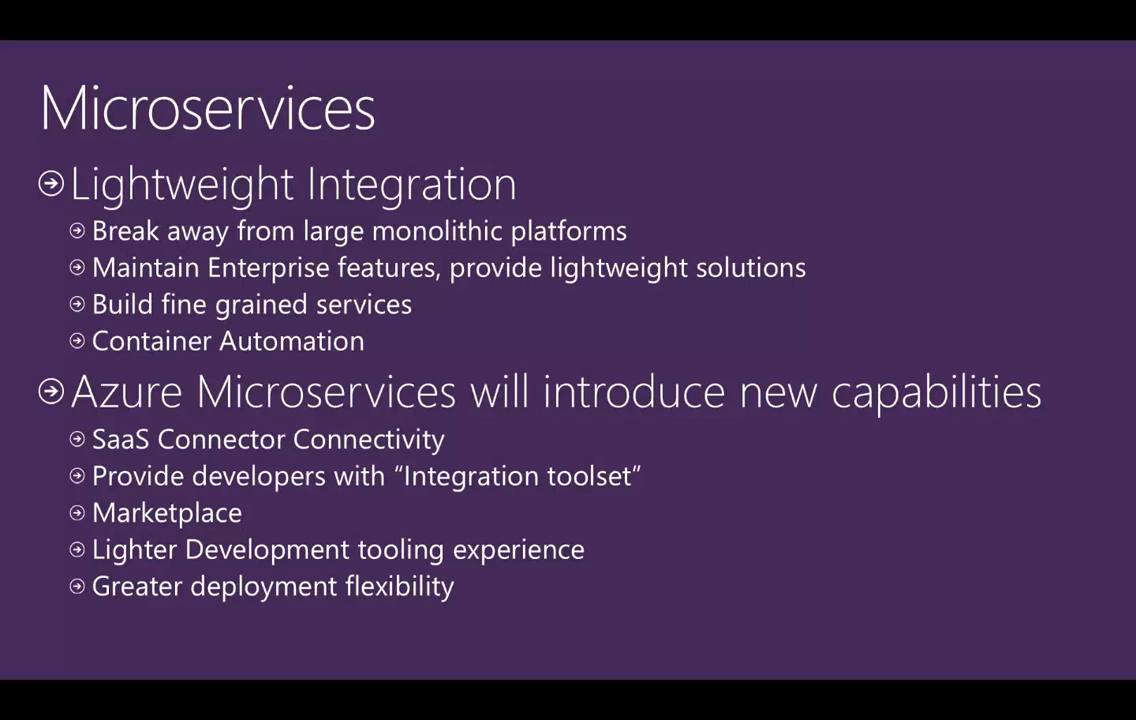 Microservices
Lightweight Integration
Break away from large monolithic platforms
Maintain Enterprise features, provide lightweight solutions
Build fine grained services
Container Automation
Azure Microservices will introduce new capabilities
SaaS Connector Connectivity
Provide developers with “Integration toolset”
Marketplace
Lighter Development tooling experience
Greater deployment flexibility